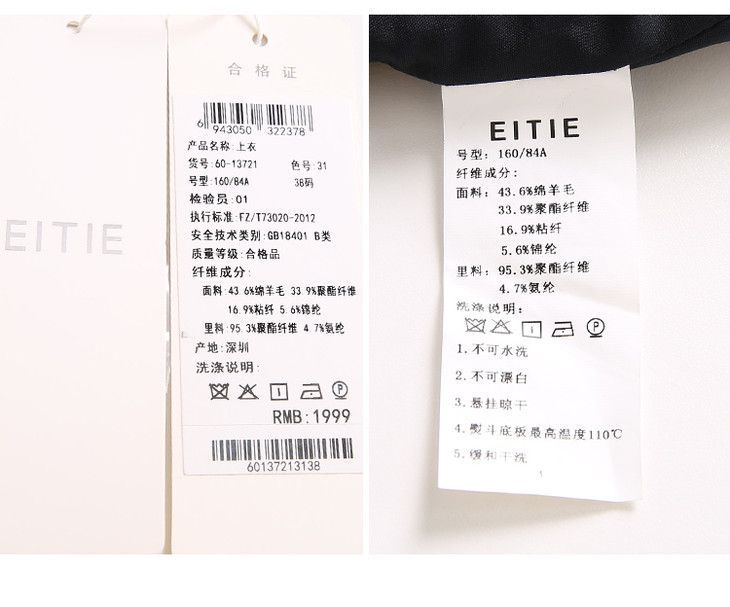 EITIE
合格证
6 943050 322378
产品名称:上衣
货号:60-13721 色号:31
号型:160/84A 38码
检验员:01
执行标准:FZ/T73020-2012
安全技术类别:GB18401 B类
质量等级:合格品
纤维成分:
面料:43.6%绵羊毛 33.9%聚酯纤维
16.9%粘纤 5.6%锦纶
里料:95.3%聚酯纤维 4.7%氨纶
产地:深圳
洗涤说明:
P
RMB:1999
60137213138
EITIE
号型:160/84A
纤维成分:
面料:43.6%绵羊毛
33.9%聚酯纤维
16.9%粘纤
5.6%锦纶
里料:95.3%聚酯纤维
4.7%氨纶
洗涤说明:
P
1.不可水洗
2.不可漂白
3.悬挂晾干
4.熨斗底板最高温度110℃
5.缓和干洗